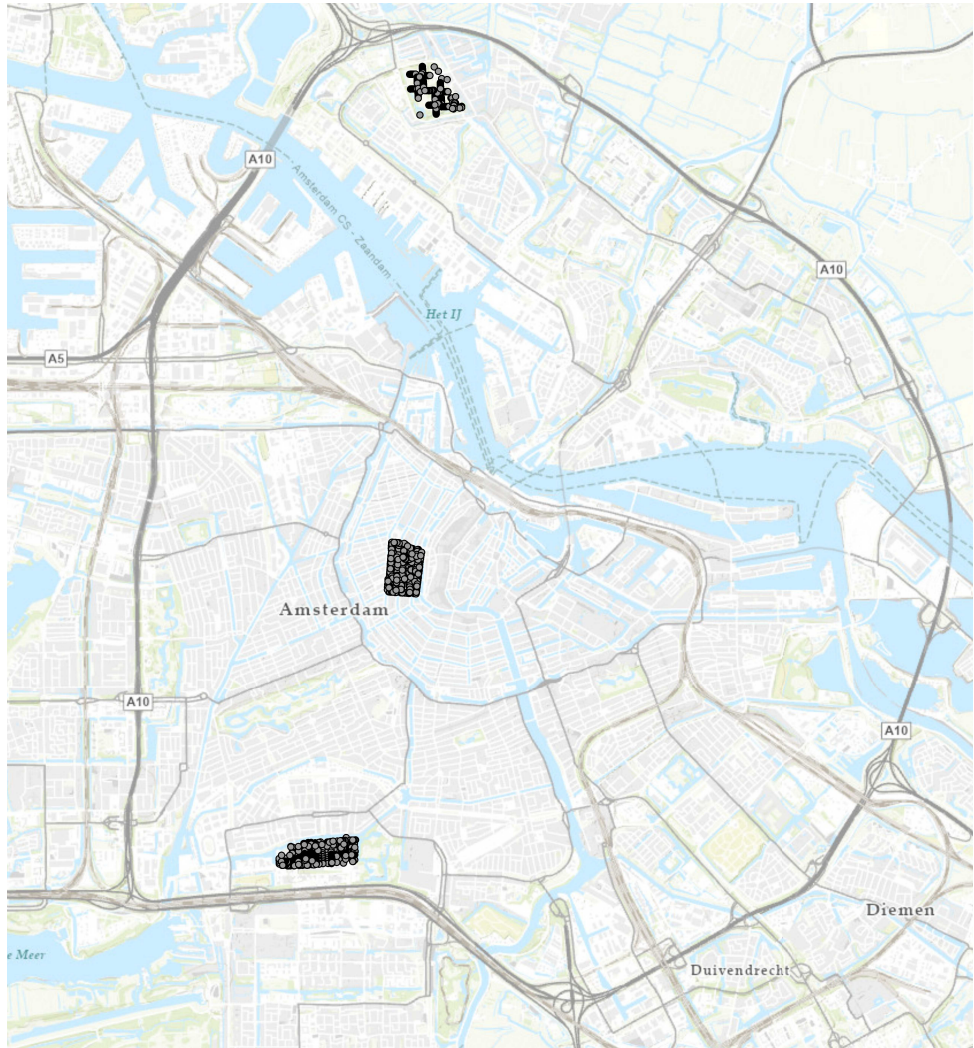 A10
Amsterdam CS - Zaandam
A10
Het IJ
A5
Amsterdam
A10
A10
Diemen
e Meer
Duivendrecht